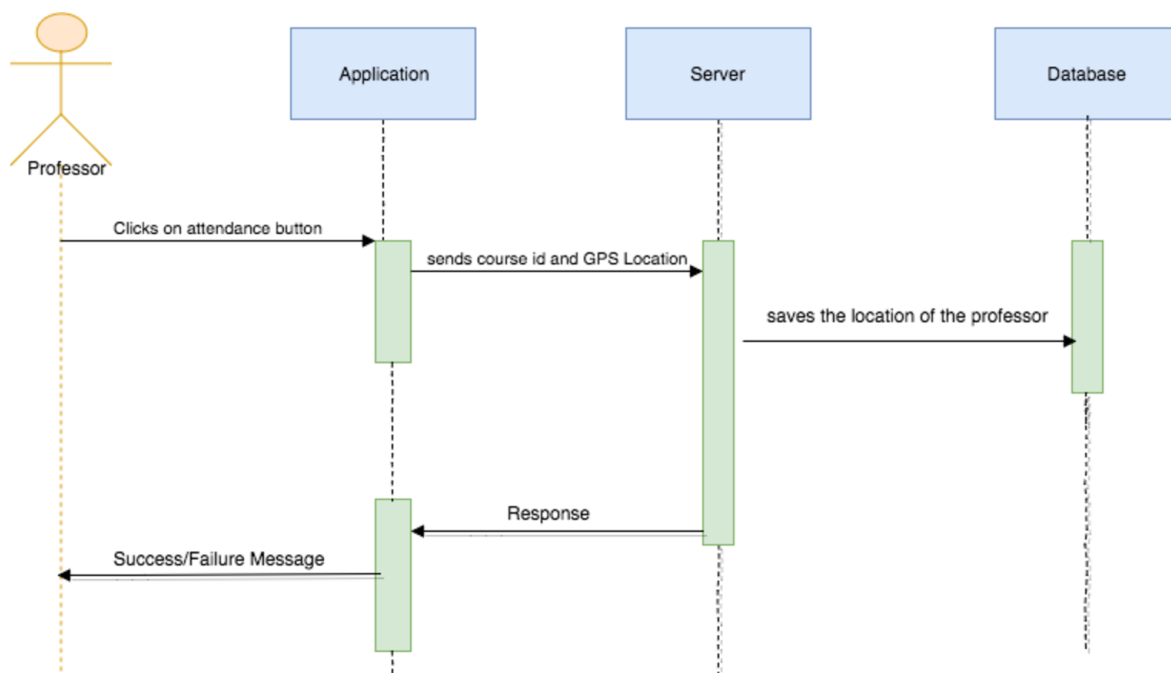 Application
Server
Database
Professor
Clicks on attendance button
sends course id and GPS Location
saves the location of the professor
Response
Success/Failure Message